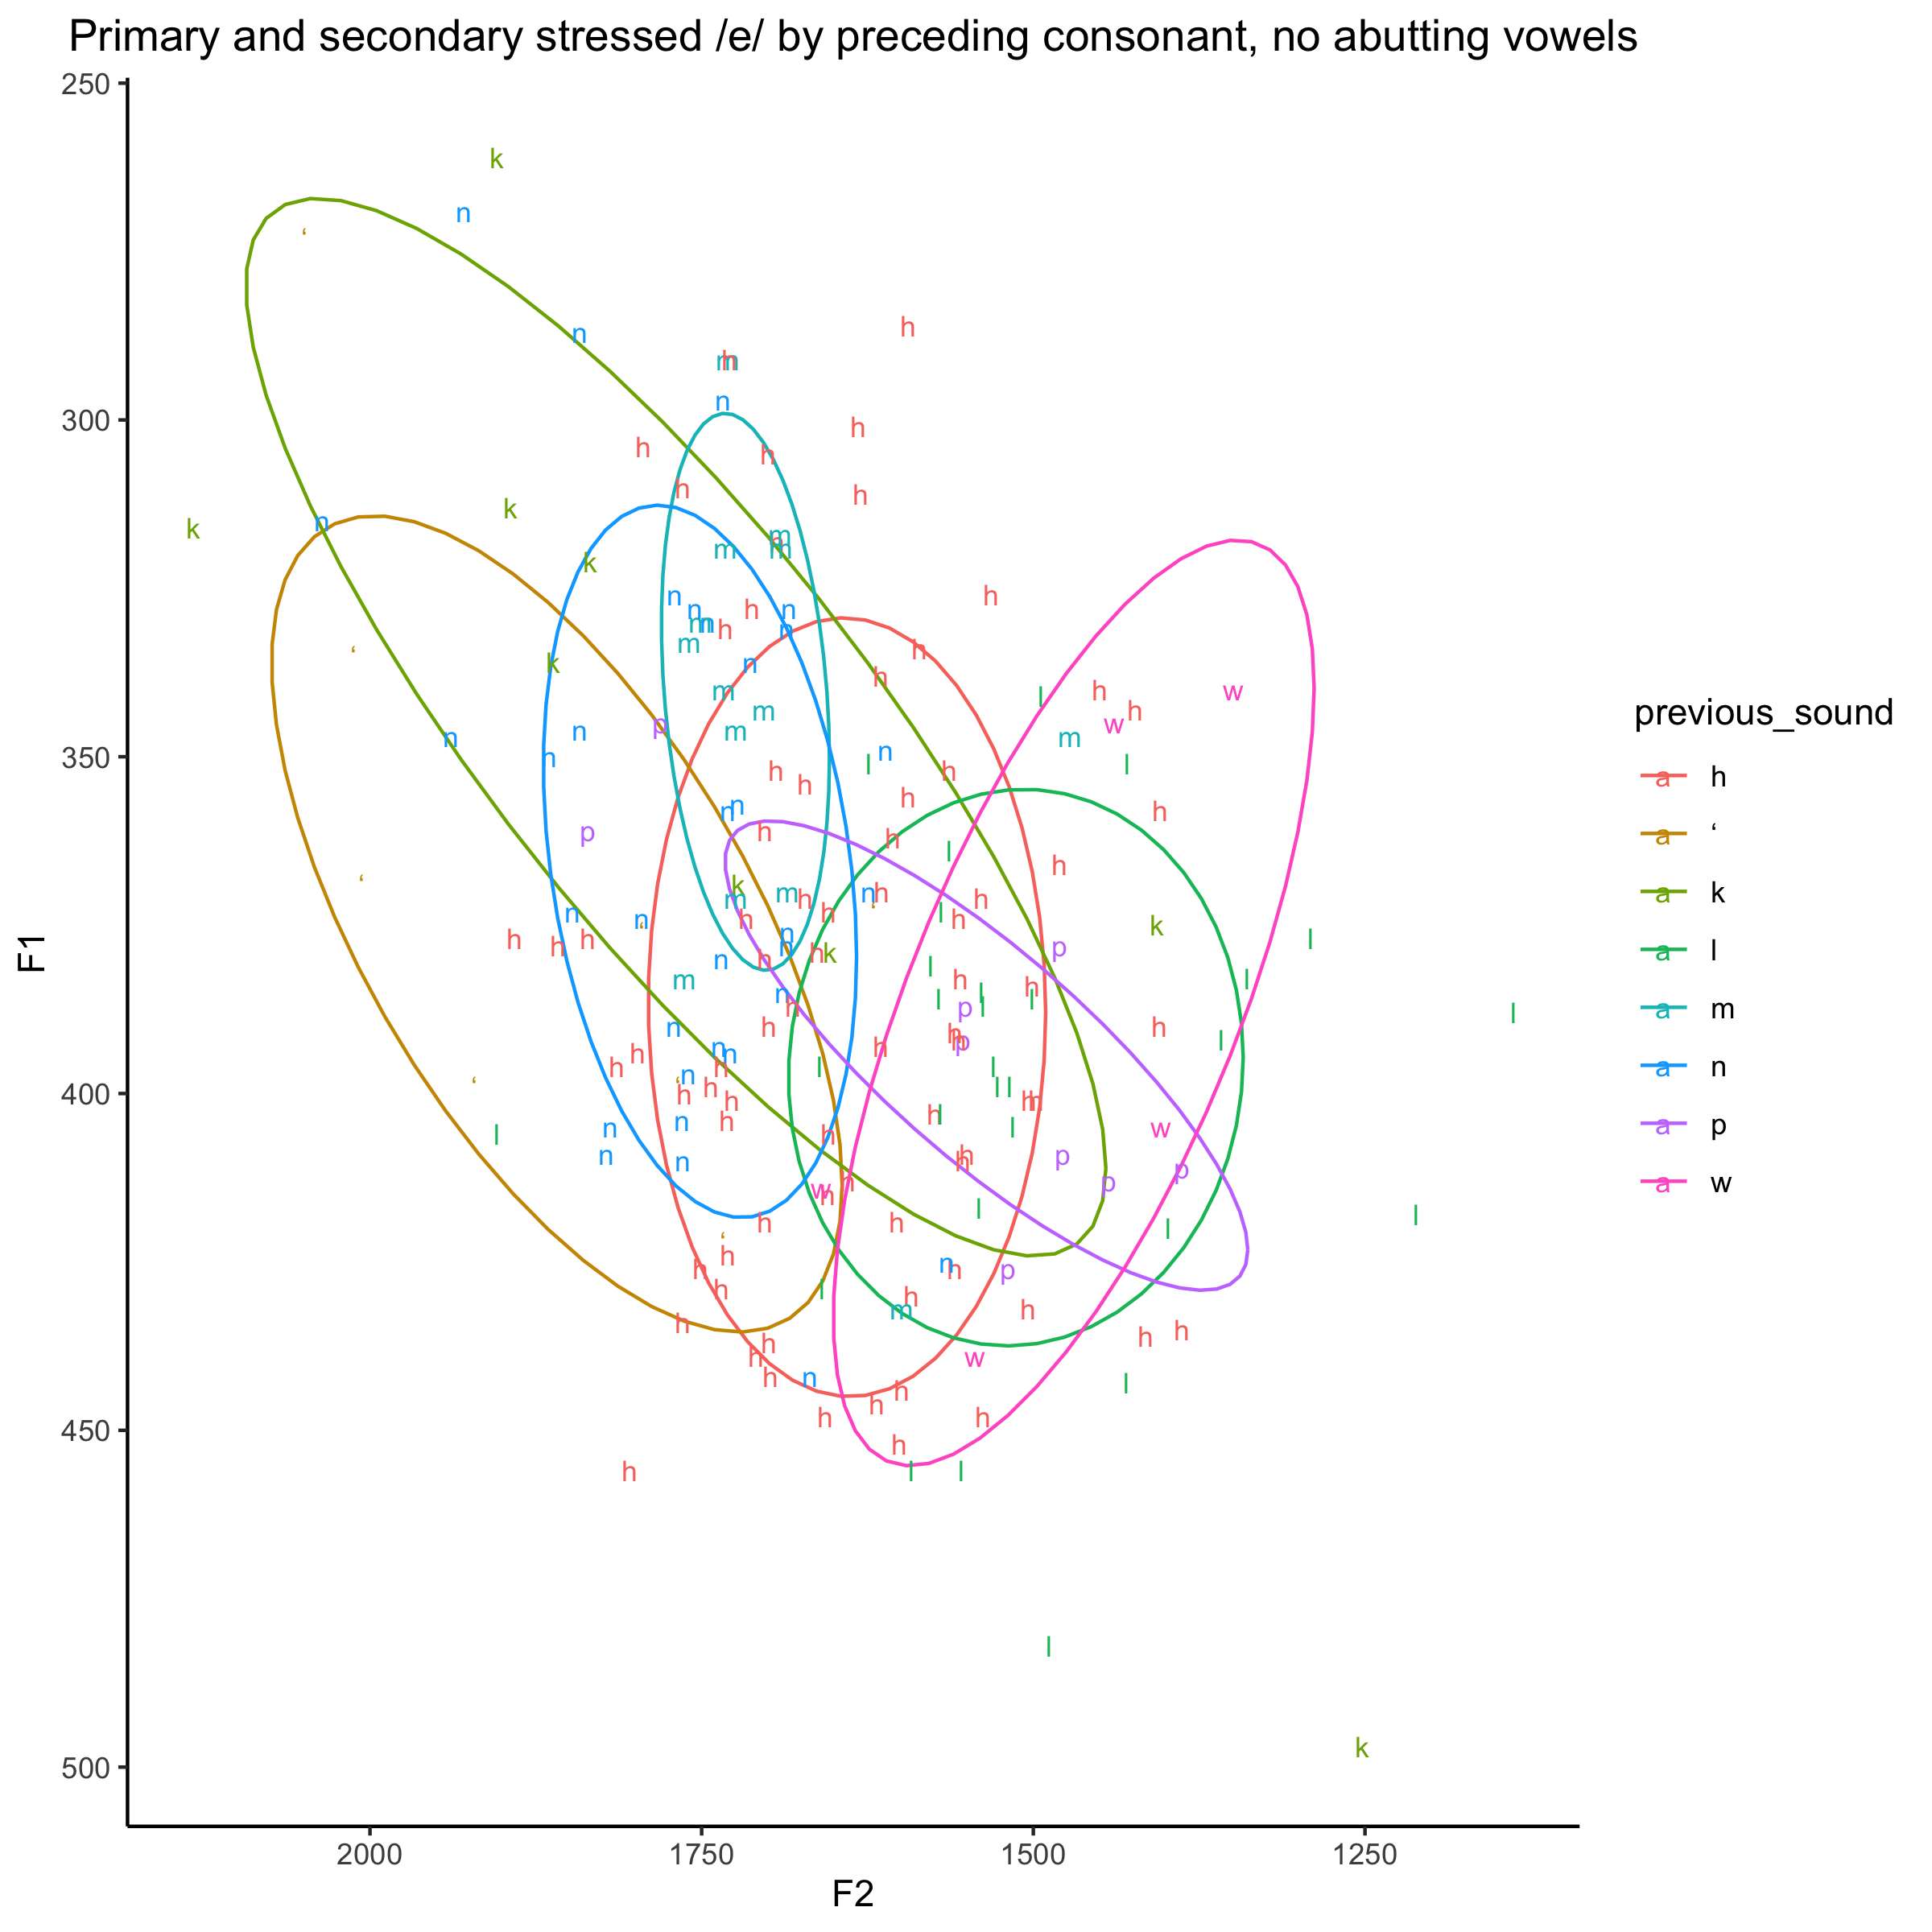 Primary and secondary stressed /e/ by preceding consonant, no abutting vowels
250
300
350
400
450
500
F1
2000
1750
1500
1250
F2
previous_sound
a h
a ‘
a k
a l
a m
a n
a p
a w